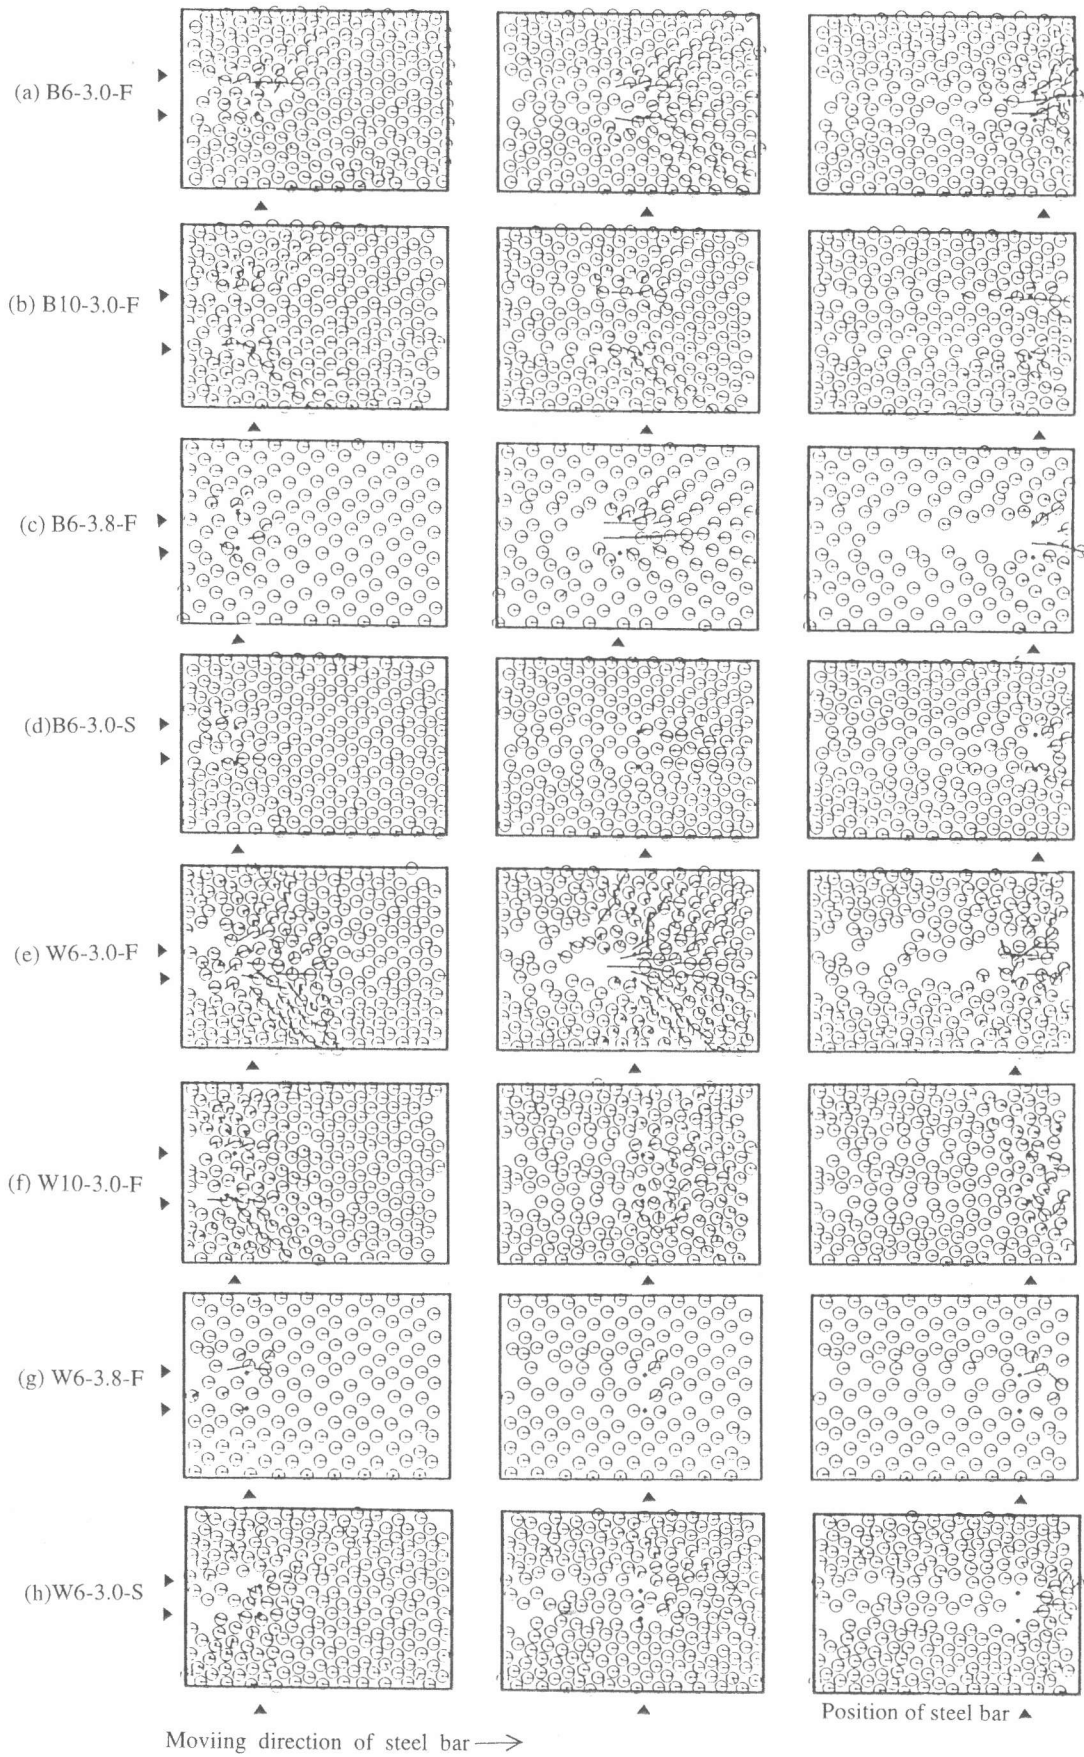 (a) B6-3.0-F
(b) B10-3.0-F
(c) B6-3.8-F
(d)B6-3.0-S
(e) W6-3.0-F
(f) W10-3.0-F
(g) W6-3.8-F
(h)W6-3.0-S
Position of steel bar ▲
Moviing direction of steel bar →